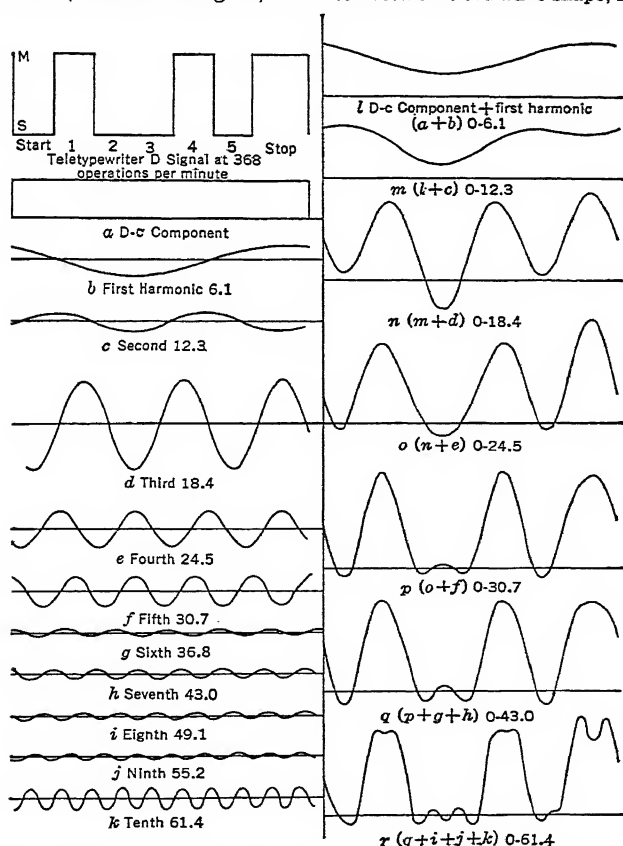 M
S
Start 1 2 3 4 5 Stop
Teletypewriter D Signal at 368
operations per minute
a D-c Component
b First Harmonic 6.1
c Second 12.3
d Third 18.4
e Fourth 24.5
f Fifth 30.7
g Sixth 36.8
h Seventh 43.0
i Eighth 49.1
j Ninth 55.2
k Tenth 61.4
l D-c Component+first harmonic
(a+b) 0-6.1
m (l+c) 0-12.3
n (m+d) 0-18.4
o (n+e) 0-24.5
p (o+f) 0-30.7
q (p+g+h) 0-43.0
r (q+i+j+k) 0-61.4